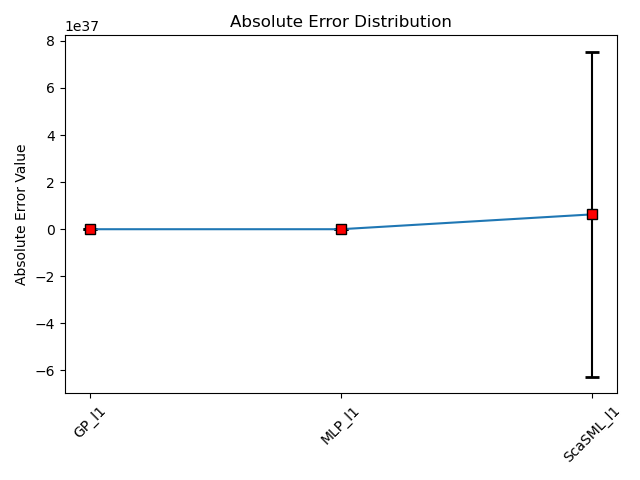 Absolute Error Distribution
1e37
8
6
4
2
0
−2
−4
−6
Absolute Error Value
GP_l1
MLP_l1
ScaSML_l1